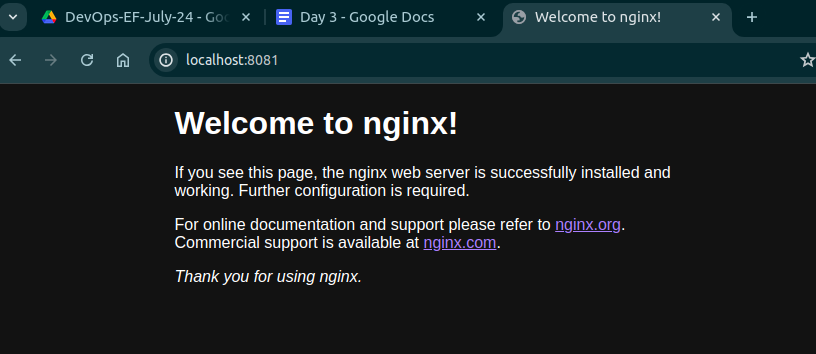 DevOps-EF-July-24 - Goo
Day 3 - Google Docs
Welcome to nginx!
localhost:8081
Welcome to nginx!
If you see this page, the nginx web server is successfully installed and
working. Further configuration is required.
For online documentation and support please refer to nginx.org.
Commercial support is available at nginx.com.
Thank you for using nginx.